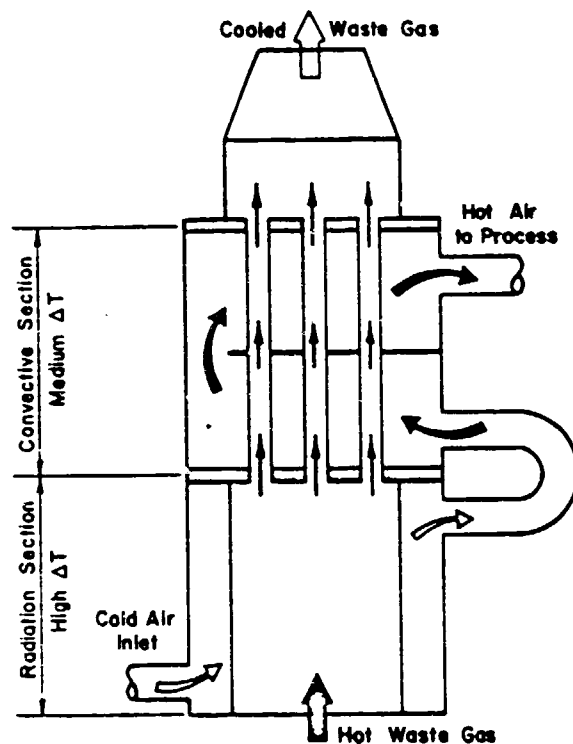 Cooled Waste Gas
Hot Air
to Process
Convective Section
Medium ΔT
Radiation Section
High ΔT
Cold Air
Inlet
Hot Waste Gas